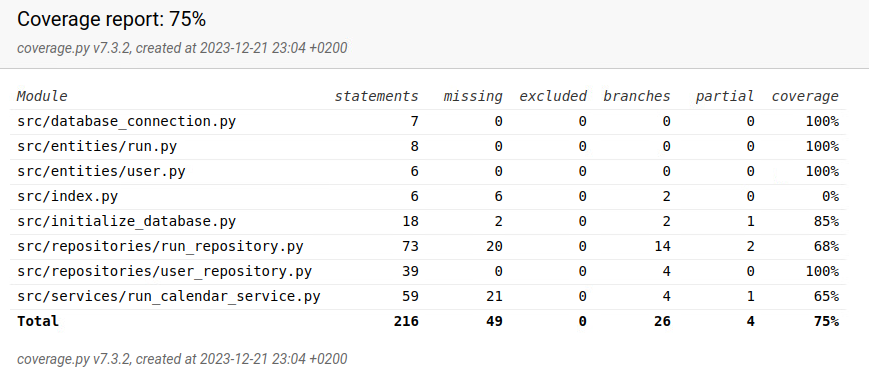 Coverage report: 75%
coverage.py v7.3.2, created at 2023-12-21 23:04 +0200
Module statements missing excluded branches partial coverage
src/database_connection.py 7 0 0 0 0 100%
src/entities/run.py 8 0 0 0 0 100%
src/entities/user.py 6 0 0 0 0 100%
src/index.py 6 6 0 2 0 0%
src/initialize_database.py 18 2 0 2 1 85%
src/repositories/run_repository.py 73 20 0 14 2 68%
src/repositories/user_repository.py 39 0 0 4 0 100%
src/services/run_calendar_service.py 59 21 0 4 1 65%
Total 216 49 0 26 4 75%
coverage.py v7.3.2, created at 2023-12-21 23:04 +0200